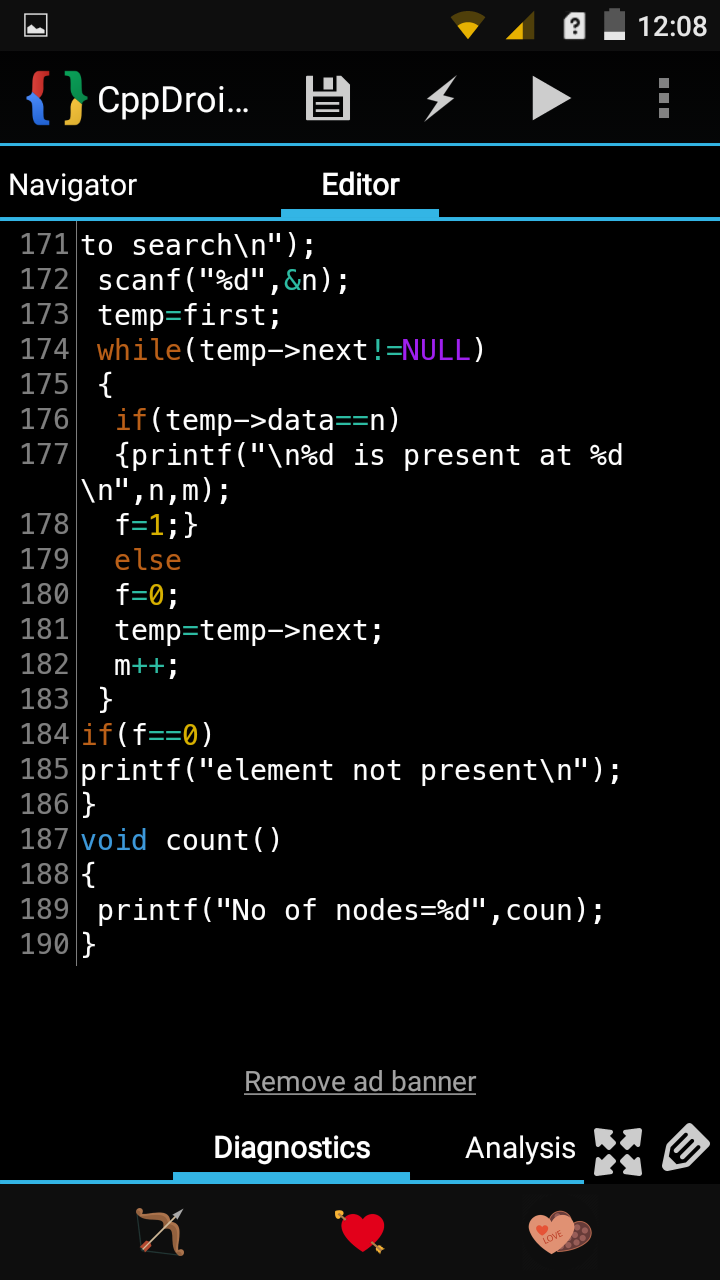 12:08
CppDroi...
Navigator Editor
171 to search\n");
172 scanf("%d",&n);
173 temp=first;
174 while(temp->next!=NULL)
175 {
176 if(temp->data==n)
177 {printf("\n%d is present at %d
\n",n,m);
178 f=1;}
179 else
180 f=0;
181 temp=temp->next;
182 m++;
183 }
184 if(f==0)
185 printf("element not present\n");
186 }
187 void count()
188 {
189 printf("No of nodes=%d",coun);
190 }
Remove ad banner
Diagnostics Analysis
LOVE